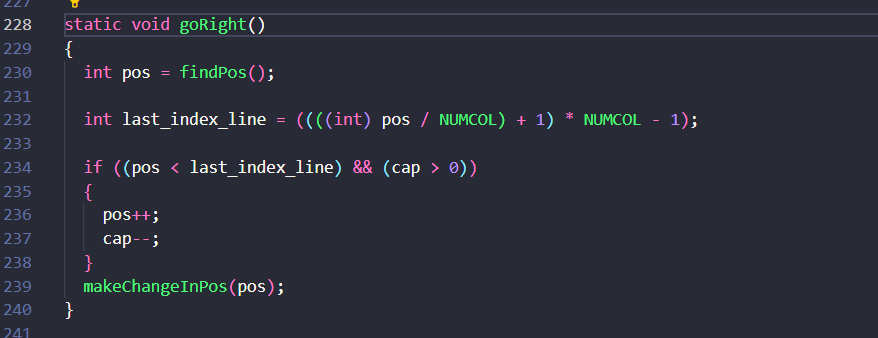 227
228 static void goRight()
229 {
230 int pos = findPos();
231
232 int last_index_line = ((((int) pos / NUMCOL) + 1) * NUMCOL - 1);
233
234 if ((pos < last_index_line) && (cap > 0))
235 {
236 pos++;
237 cap--;
238 }
239 makeChangeInPos(pos);
240 }
241